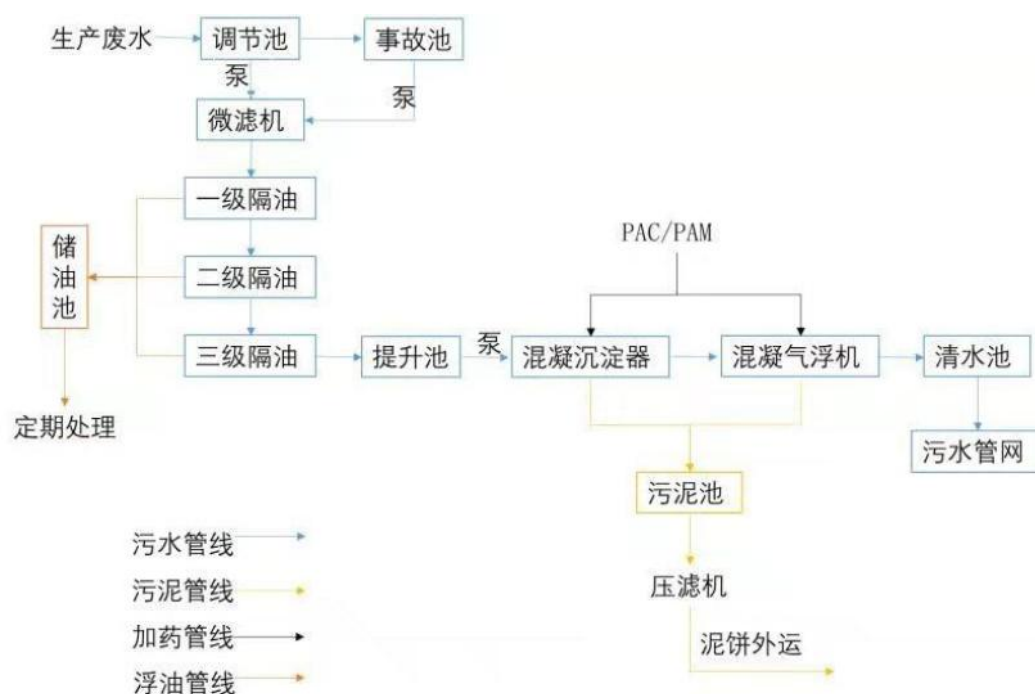 生产废水
调节池
事故池
泵
泵
微滤机
一级隔油
储油池
二级隔油
三级隔油
提升池
泵
PAC/PAM
混凝沉淀器
混凝气浮机
清水池
定期处理
污水管网
污泥池
压滤机
泥饼外运
污水管线
污泥管线
加药管线
浮油管线